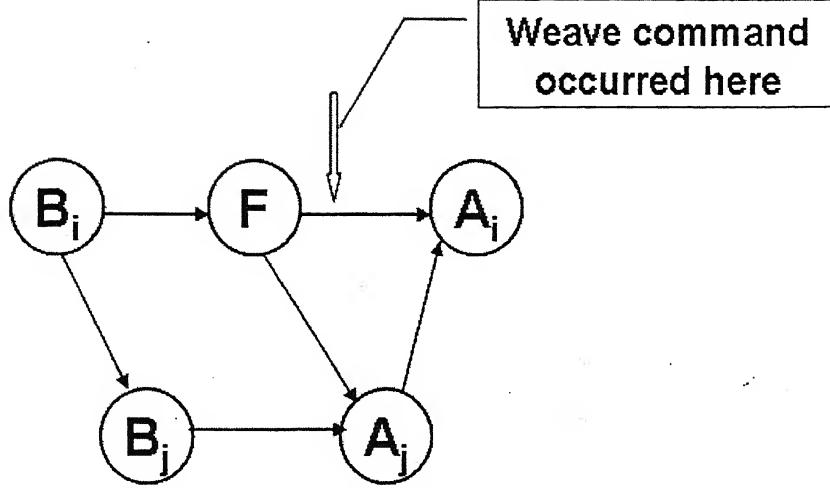 Weave command
occurred here
Bi
F
Ai
Bj
Aj